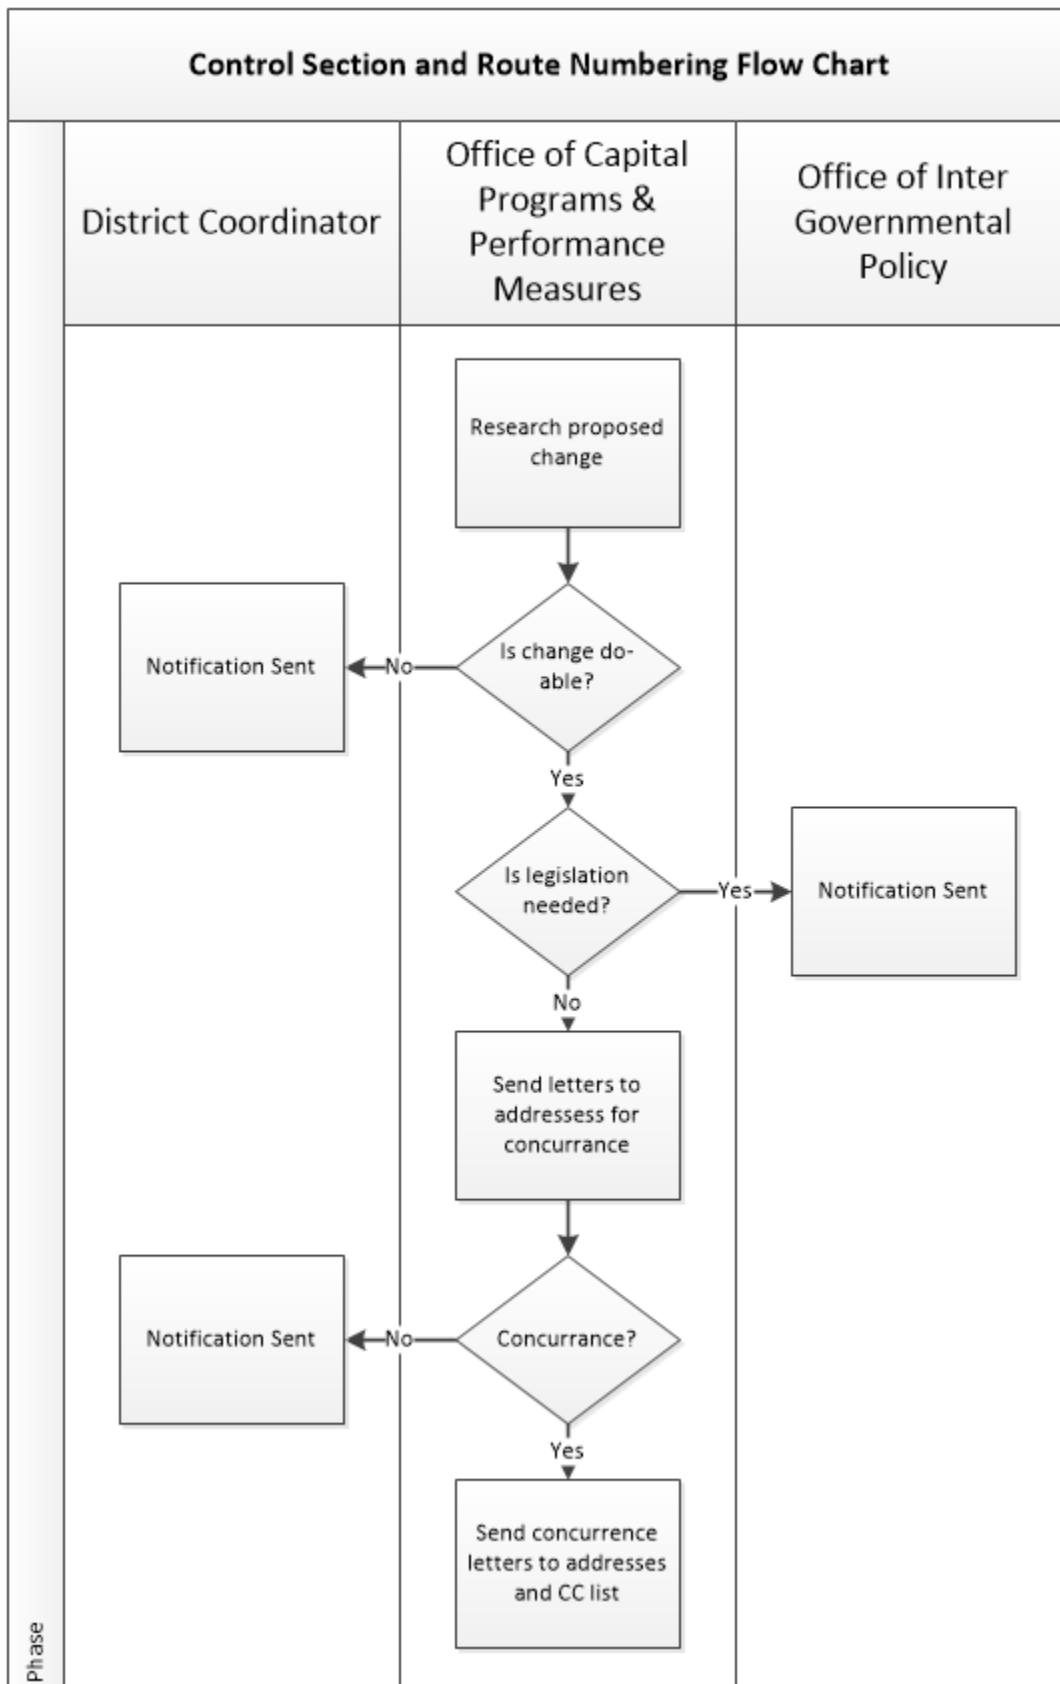 Control Section and Route Numbering Flow Chart
District Coordinator
Office of Capital
Programs &
Performance
Measures
Office of Inter
Governmental
Policy
Research proposed
change
Is change do-
able?
No
Notification Sent
Yes
Is legislation
needed?
Yes
Notification Sent
No
Send letters to
addressess for
concurrance
Concurrance?
No
Notification Sent
Yes
Send concurrence
letters to addresses
and CC list
Phase